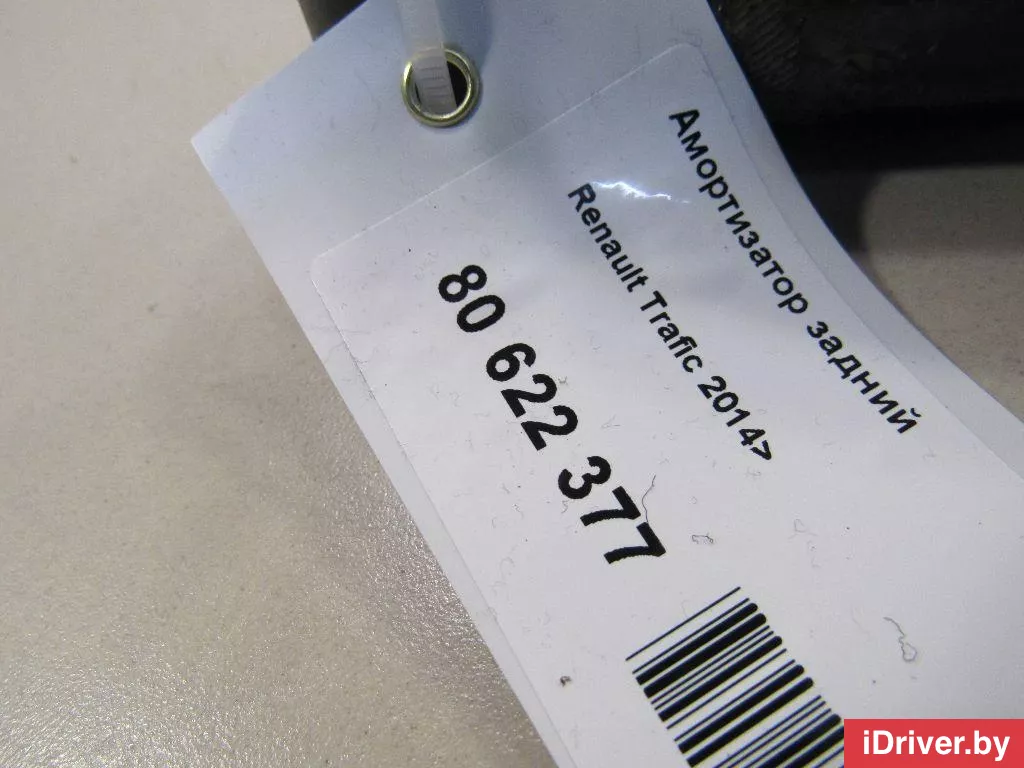 Амортизатор задний
Renault Trafic 2014>
80 622 377
iDriver.by